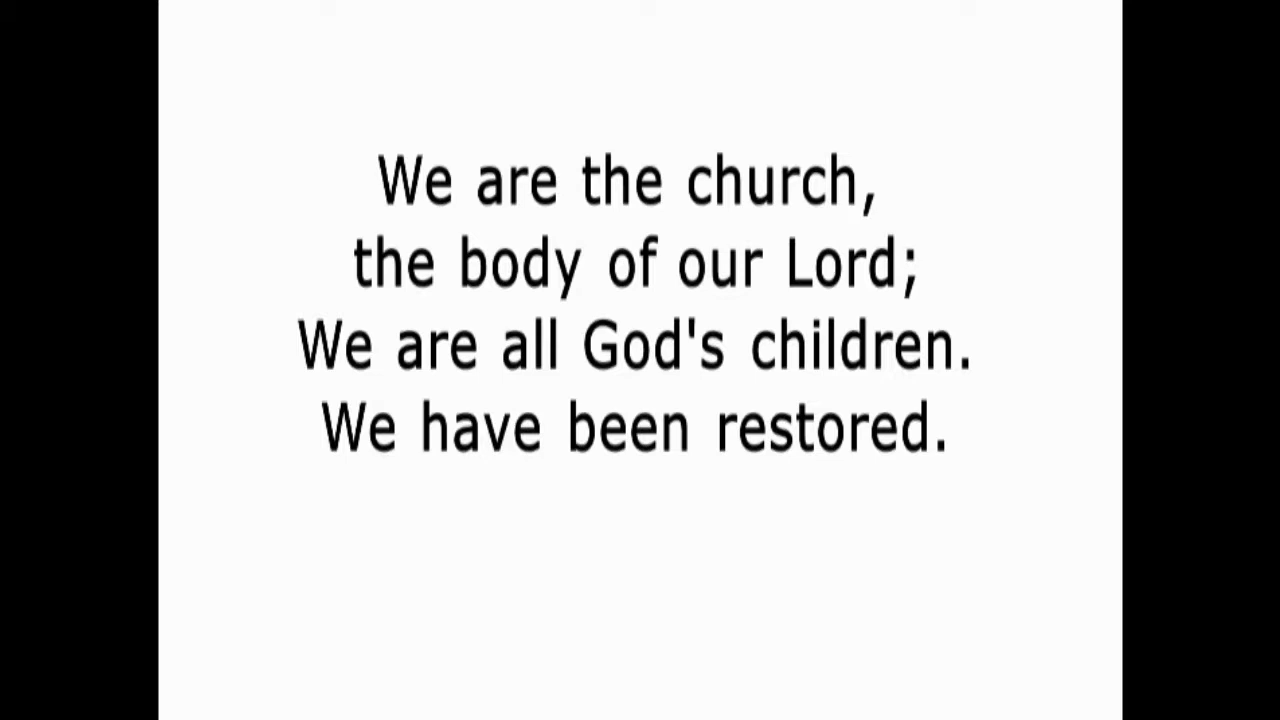 We are the church,
the body of our Lord;
We are all God's children.
We have been restored.